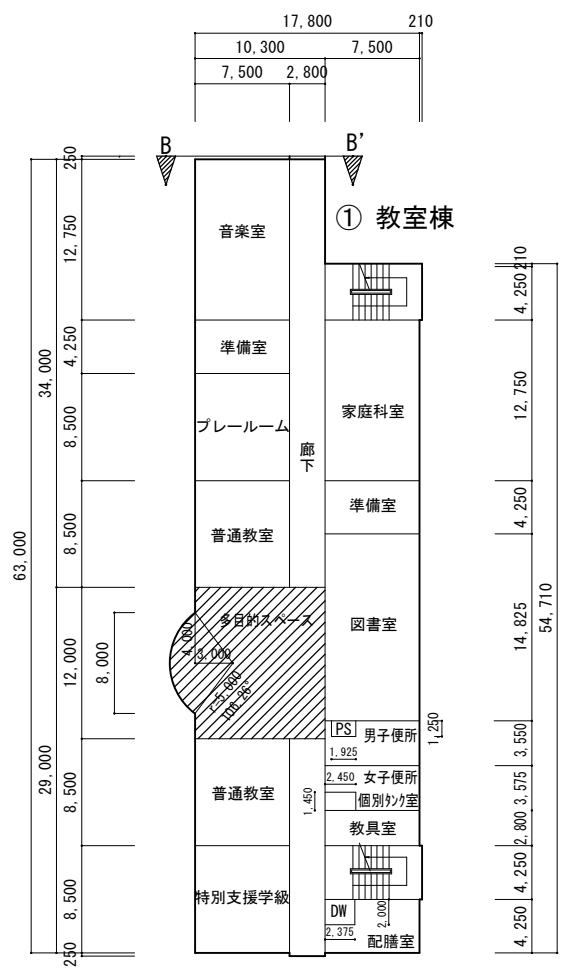 17,800
210
10,300
7,500
7,500
2,800
B
B'
① 教室棟
250
12,750
34,000
4,250
8,500
8,500
63,000
12,000
8,000
29,000
8,500
8,500
250
音楽室
準備室
プレールーム
廊下
普通教室
多目的スペース
4,000
3,000
r=5,000
106.26°
普通教室
特別支援学級
家庭科室
準備室
図書室
PS
男子便所
1,925
1,250
2,450
女子便所
1,450
個別タンク室
教具室
DW
2,000
2,375
配膳室
210
4,250
12,750
4,250
14,825
54,710
3,550
3,575
2,800
4,250
4,250